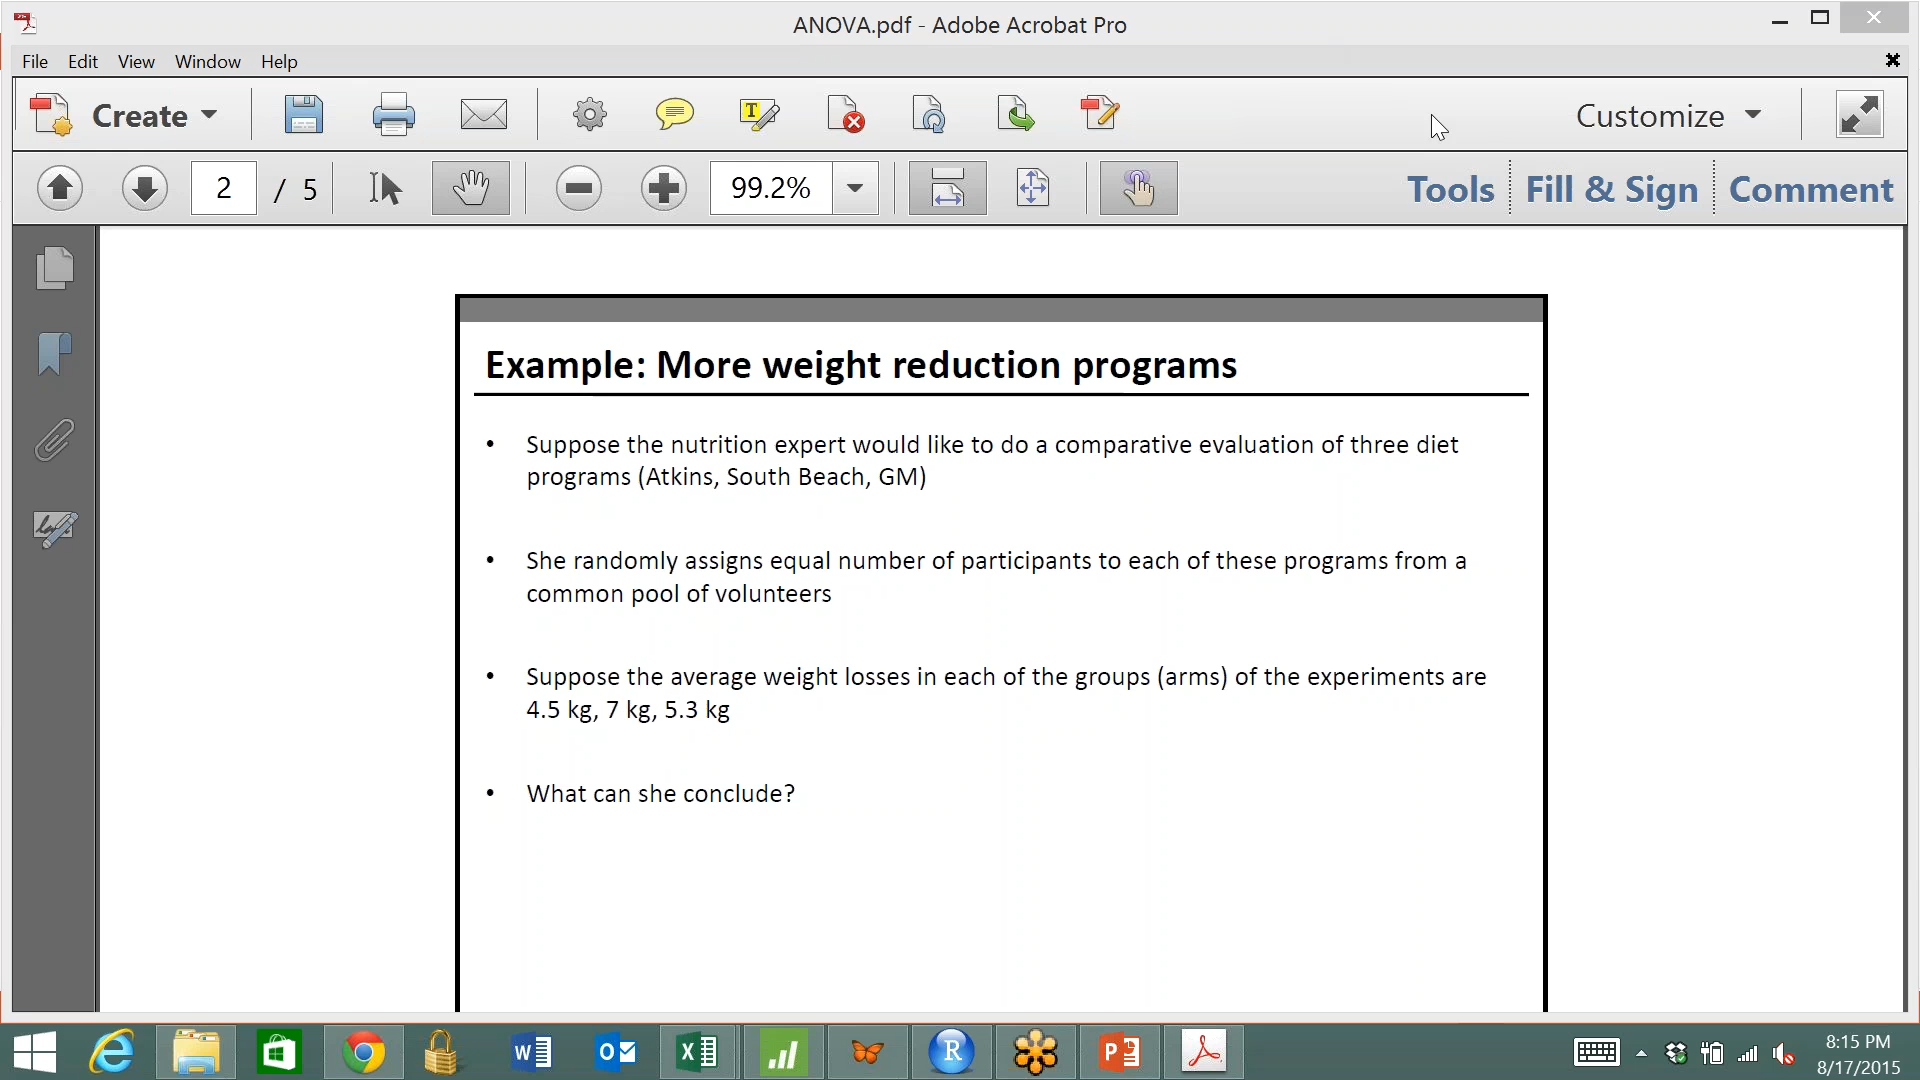 ANOVA.pdf - Adobe Acrobat Pro
File Edit View Window Help
Create
Customize
2 / 5
99.2%
Tools Fill & Sign Comment
Example: More weight reduction programs
• Suppose the nutrition expert would like to do a comparative evaluation of three diet
programs (Atkins, South Beach, GM)
• She randomly assigns equal number of participants to each of these programs from a
common pool of volunteers
• Suppose the average weight losses in each of the groups (arms) of the experiments are
4.5 kg, 7 kg, 5.3 kg
• What can she conclude?
8:15 PM
8/17/2015